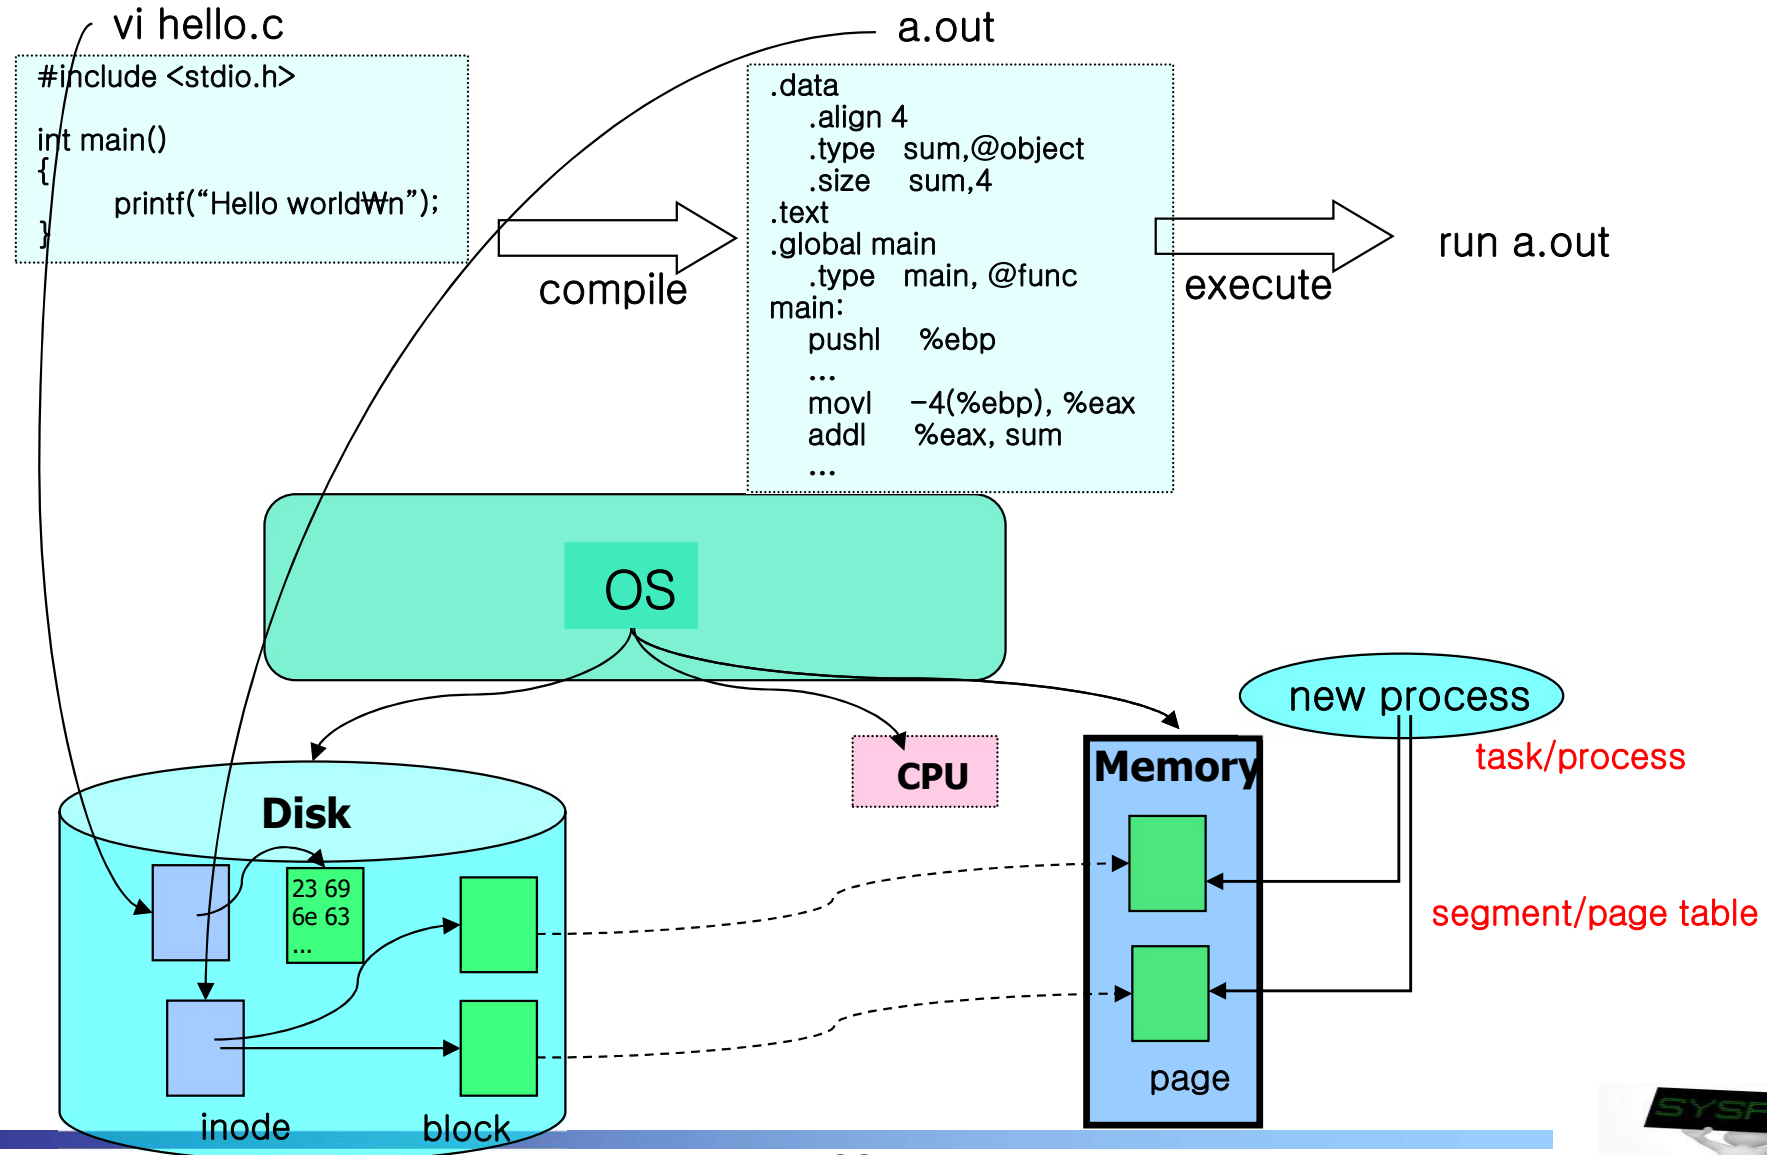 vi hello.c
#include <stdio.h>
int main()
{
printf(“Hello world₩n”);
}
compile
a.out
.data
.align 4
.type sum,@object
.size sum,4
.text
.global main
.type main, @func
main:
pushl %ebp
...
movl -4(%ebp), %eax
addl %eax, sum
...
execute
run a.out
OS
Disk
23 69
6e 63
...
inode
block
CPU
Memory
page
new process
task/process
segment/page table